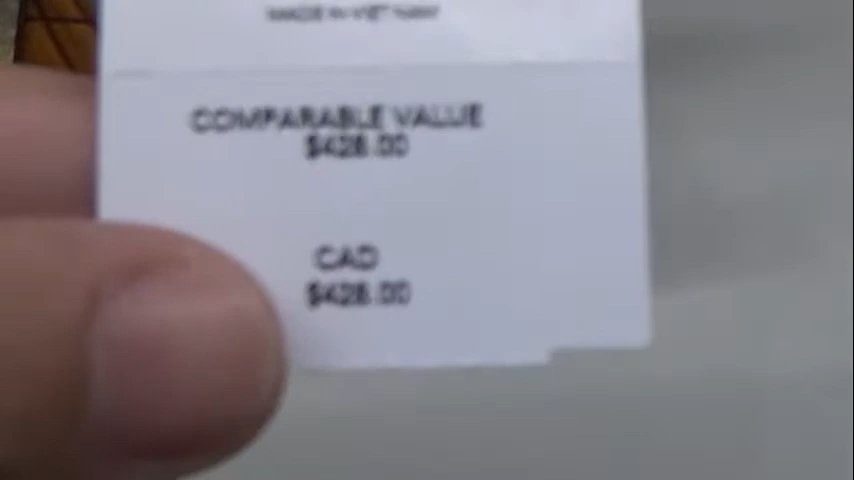 MADE IN VIET NAM
COMPARABLE VALUE
$428.00
CAD
$428.00